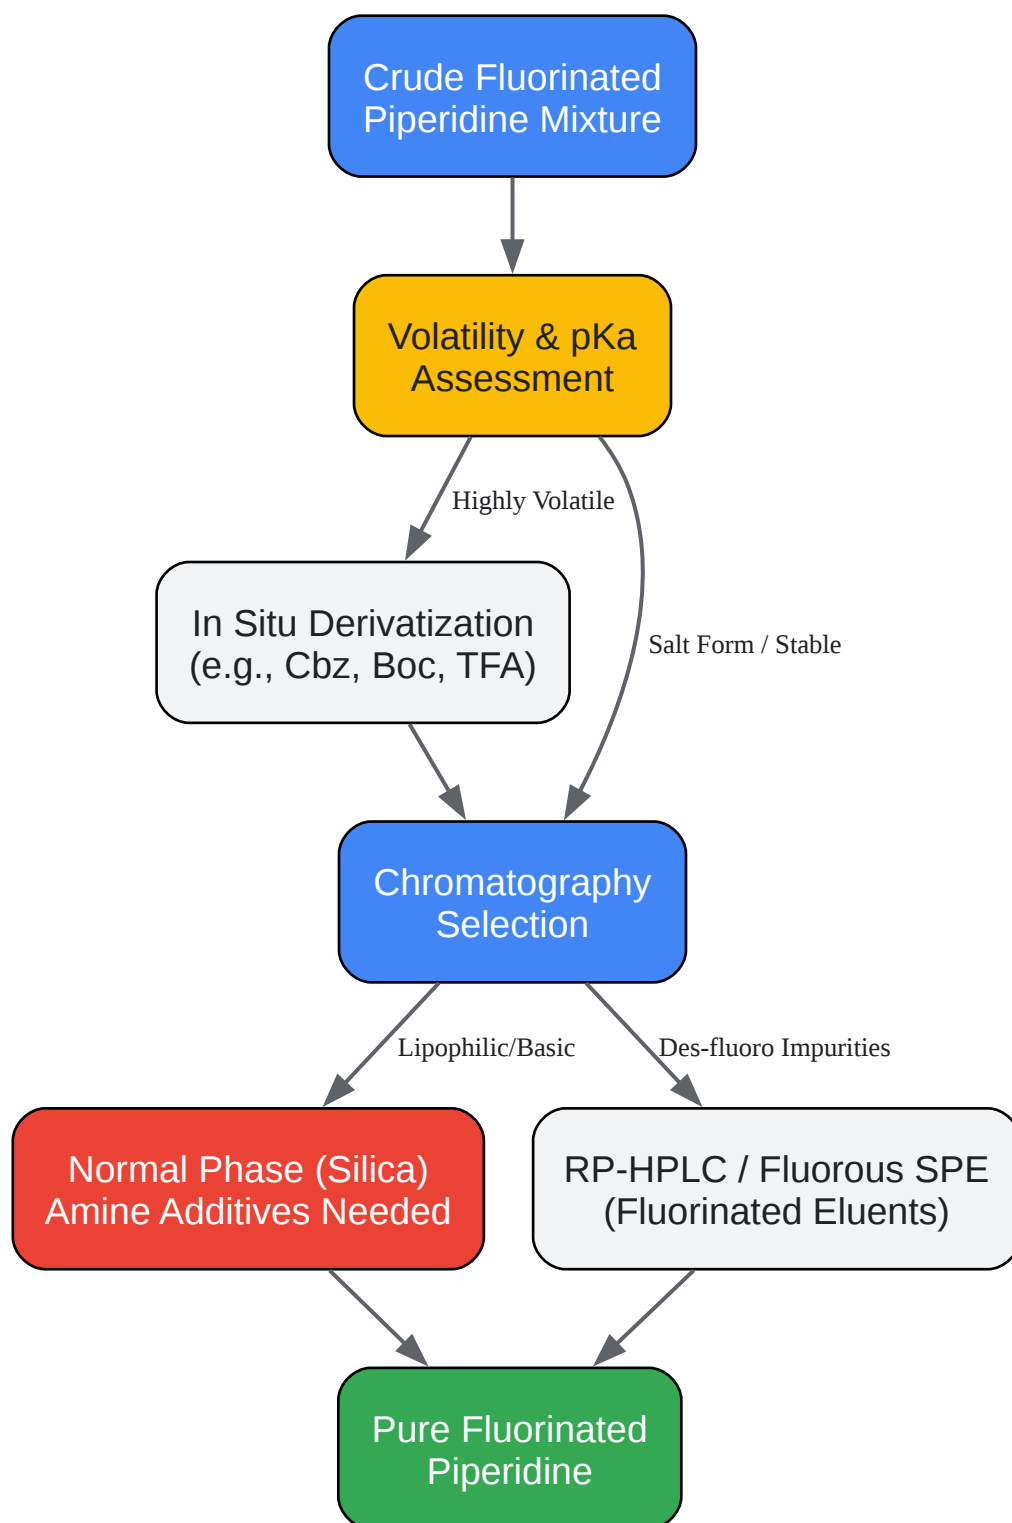 Crude Fluorinated
Piperidine Mixture
Volatility & pKa
Assessment
Highly Volatile
In Situ Derivatization
(e.g., Cbz, Boc, TFA)
Salt Form / Stable
Chromatography
Selection
Lipophilic/Basic
Des-fluoro Impurities
Normal Phase (Silica)
Amine Additives Needed
RP-HPLC / Fluorous SPE
(Fluorinated Eluents)
Pure Fluorinated
Piperidine